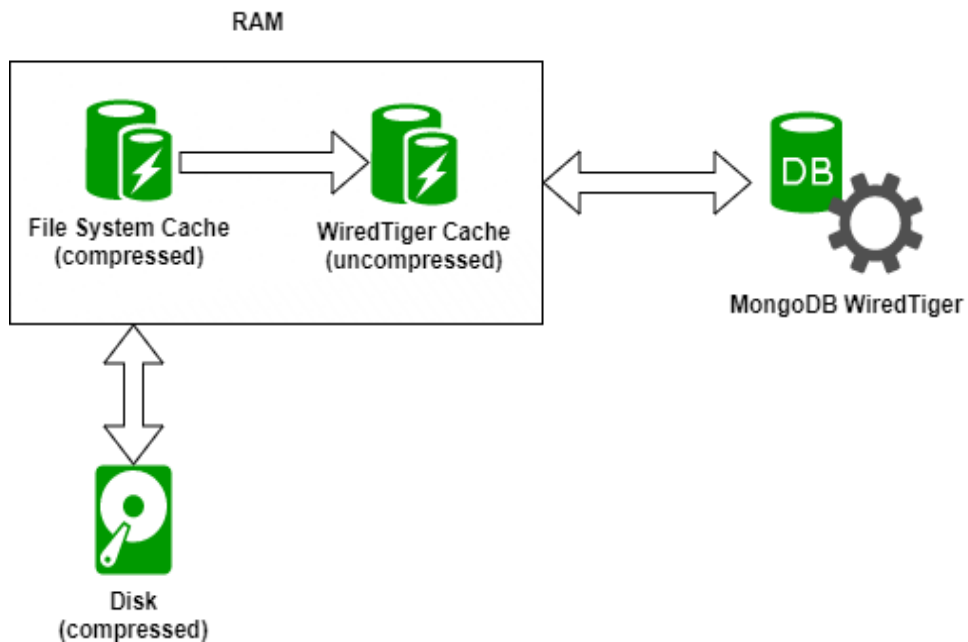 RAM
File System Cache
(compressed)
WiredTiger Cache
(uncompressed)
DB
MongoDB WiredTiger
Disk
(compressed)